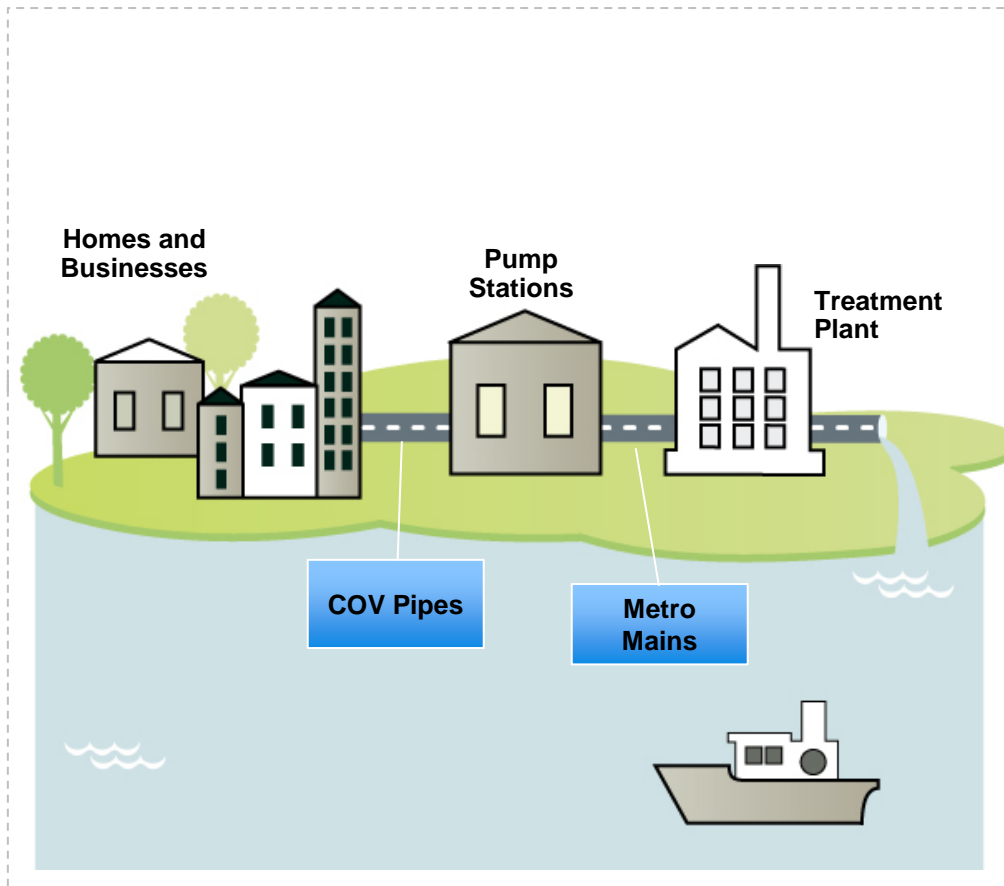 Homes and
Businesses
Pump
Stations
Treatment
Plant
COV Pipes
Metro
Mains